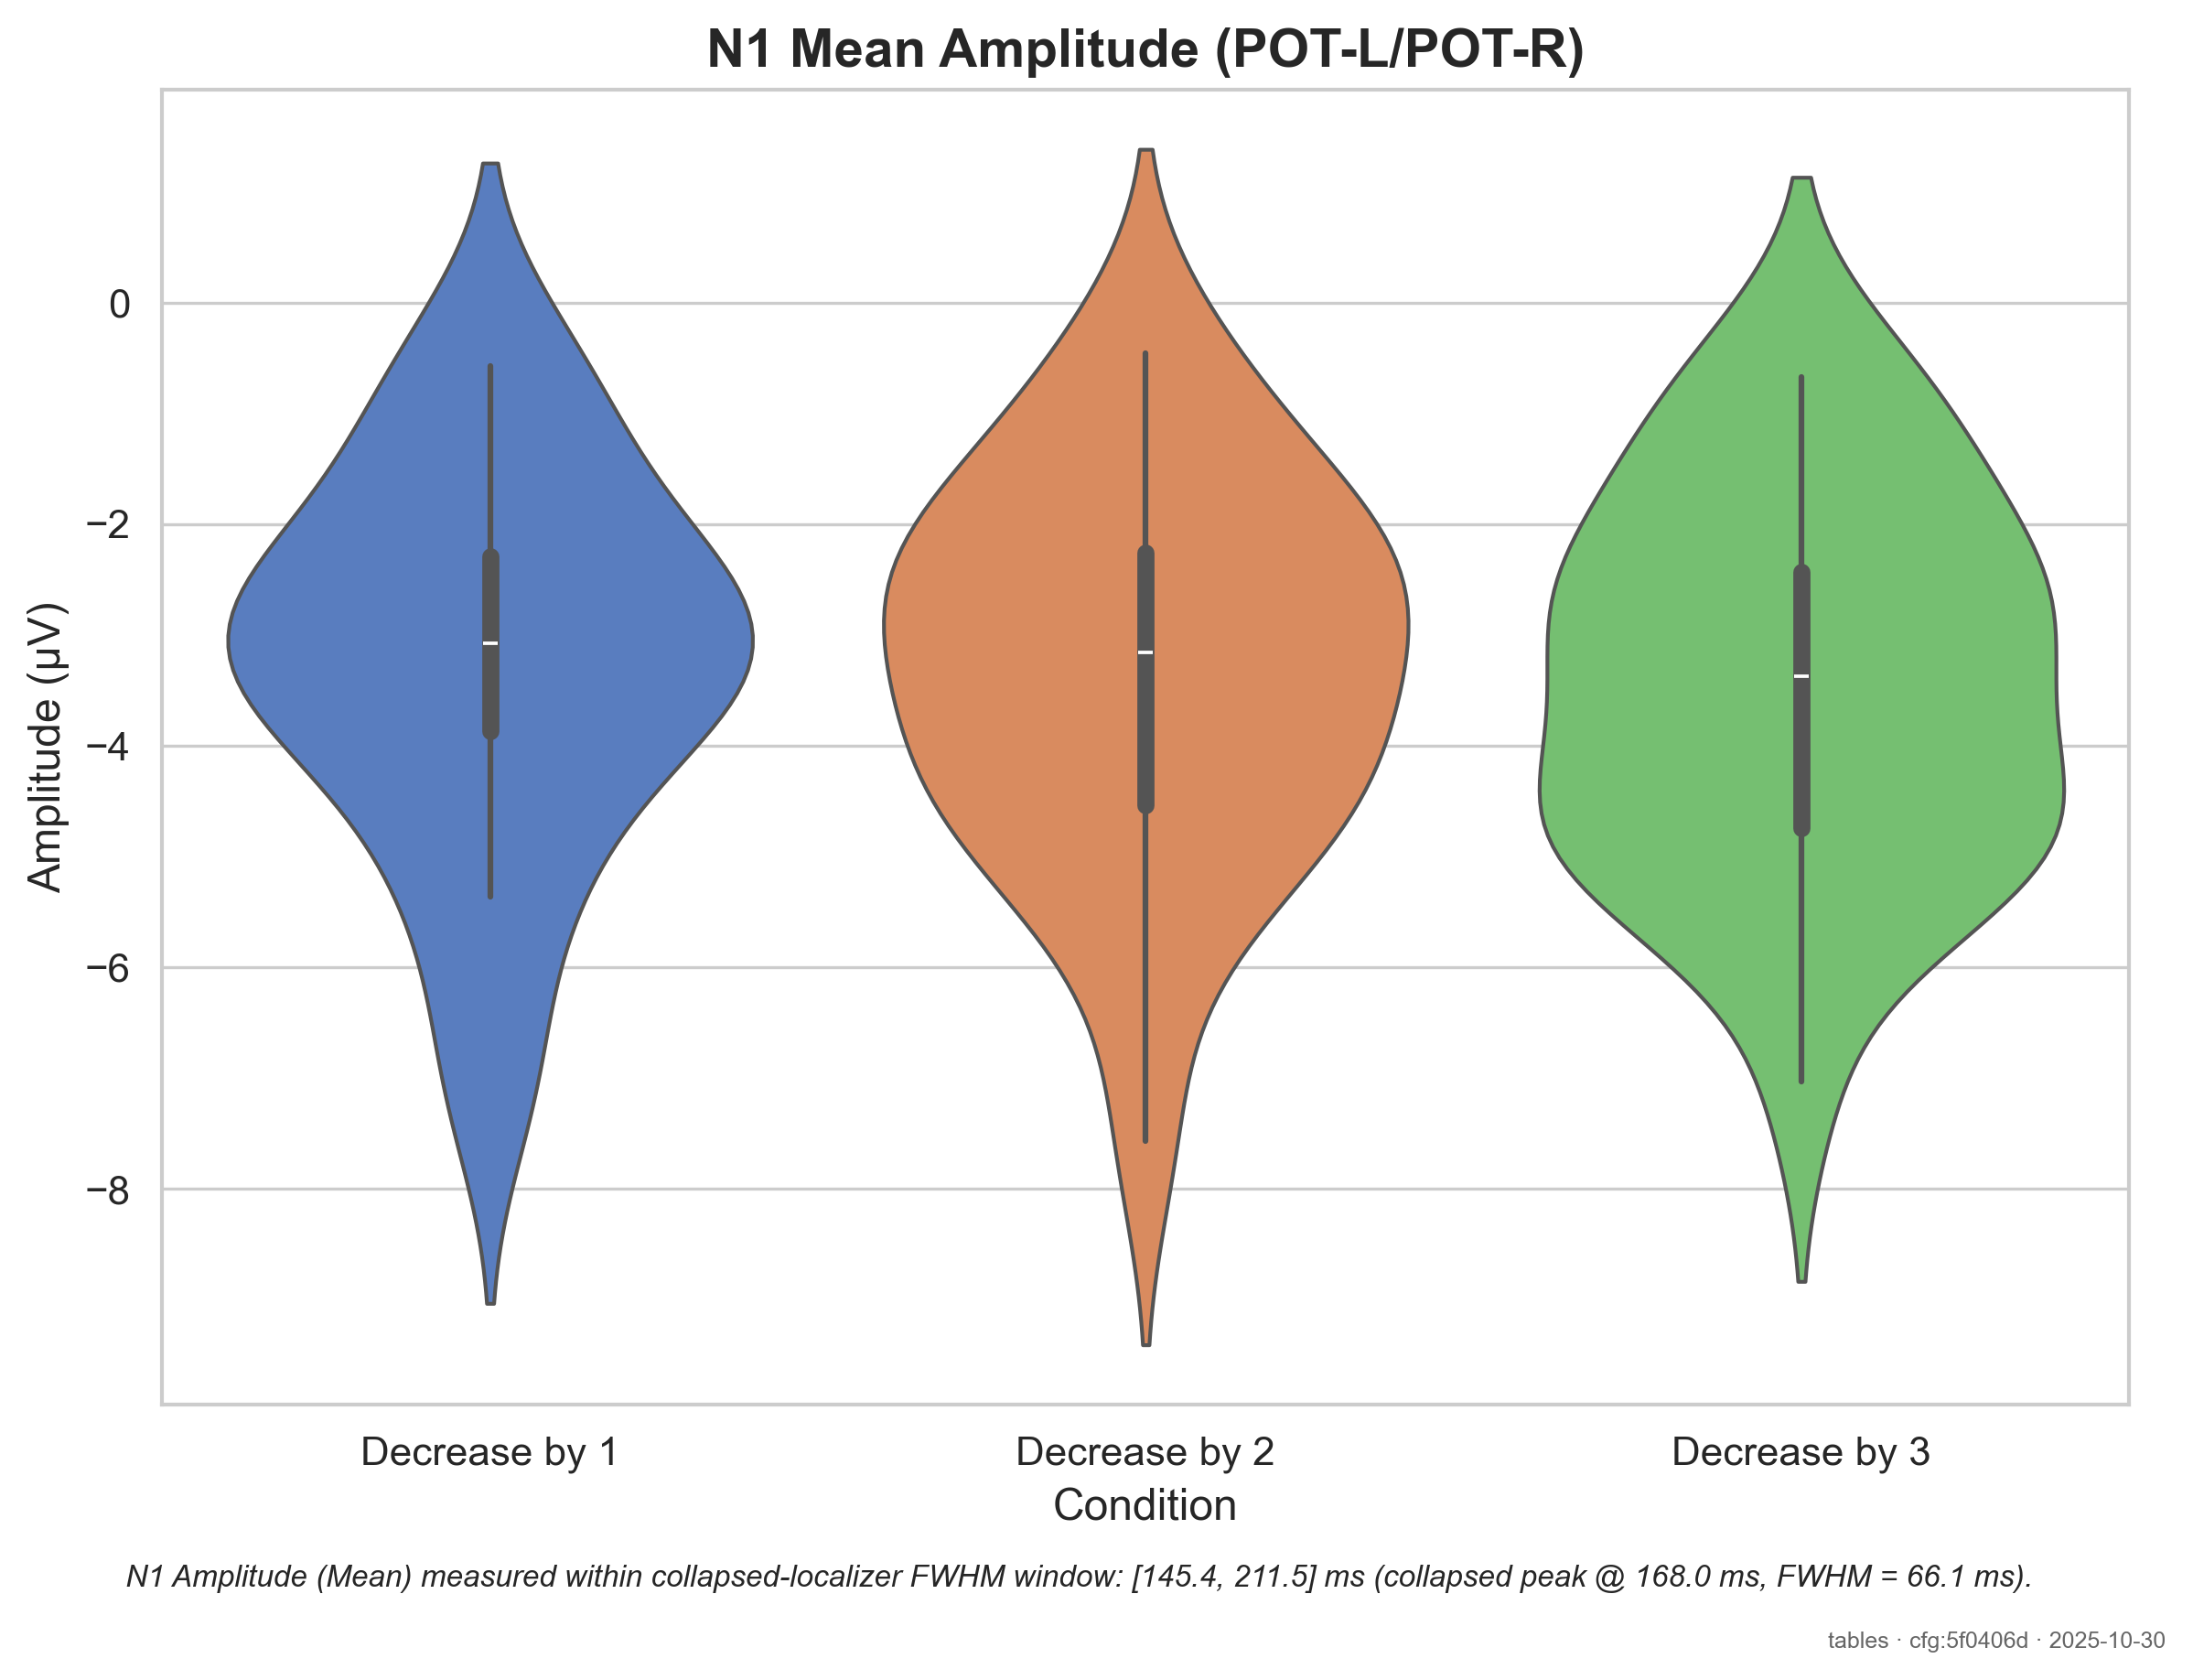 N1 Mean Amplitude (POT-L/POT-R)
Amplitude (µV)
0
−2
−4
−6
−8
Decrease by 1
Decrease by 2
Decrease by 3
Condition
N1 Amplitude (Mean) measured within collapsed-localizer FWHM window: [145.4, 211.5] ms (collapsed peak @ 168.0 ms, FWHM = 66.1 ms).
tables · cfg:5f0406d · 2025-10-30